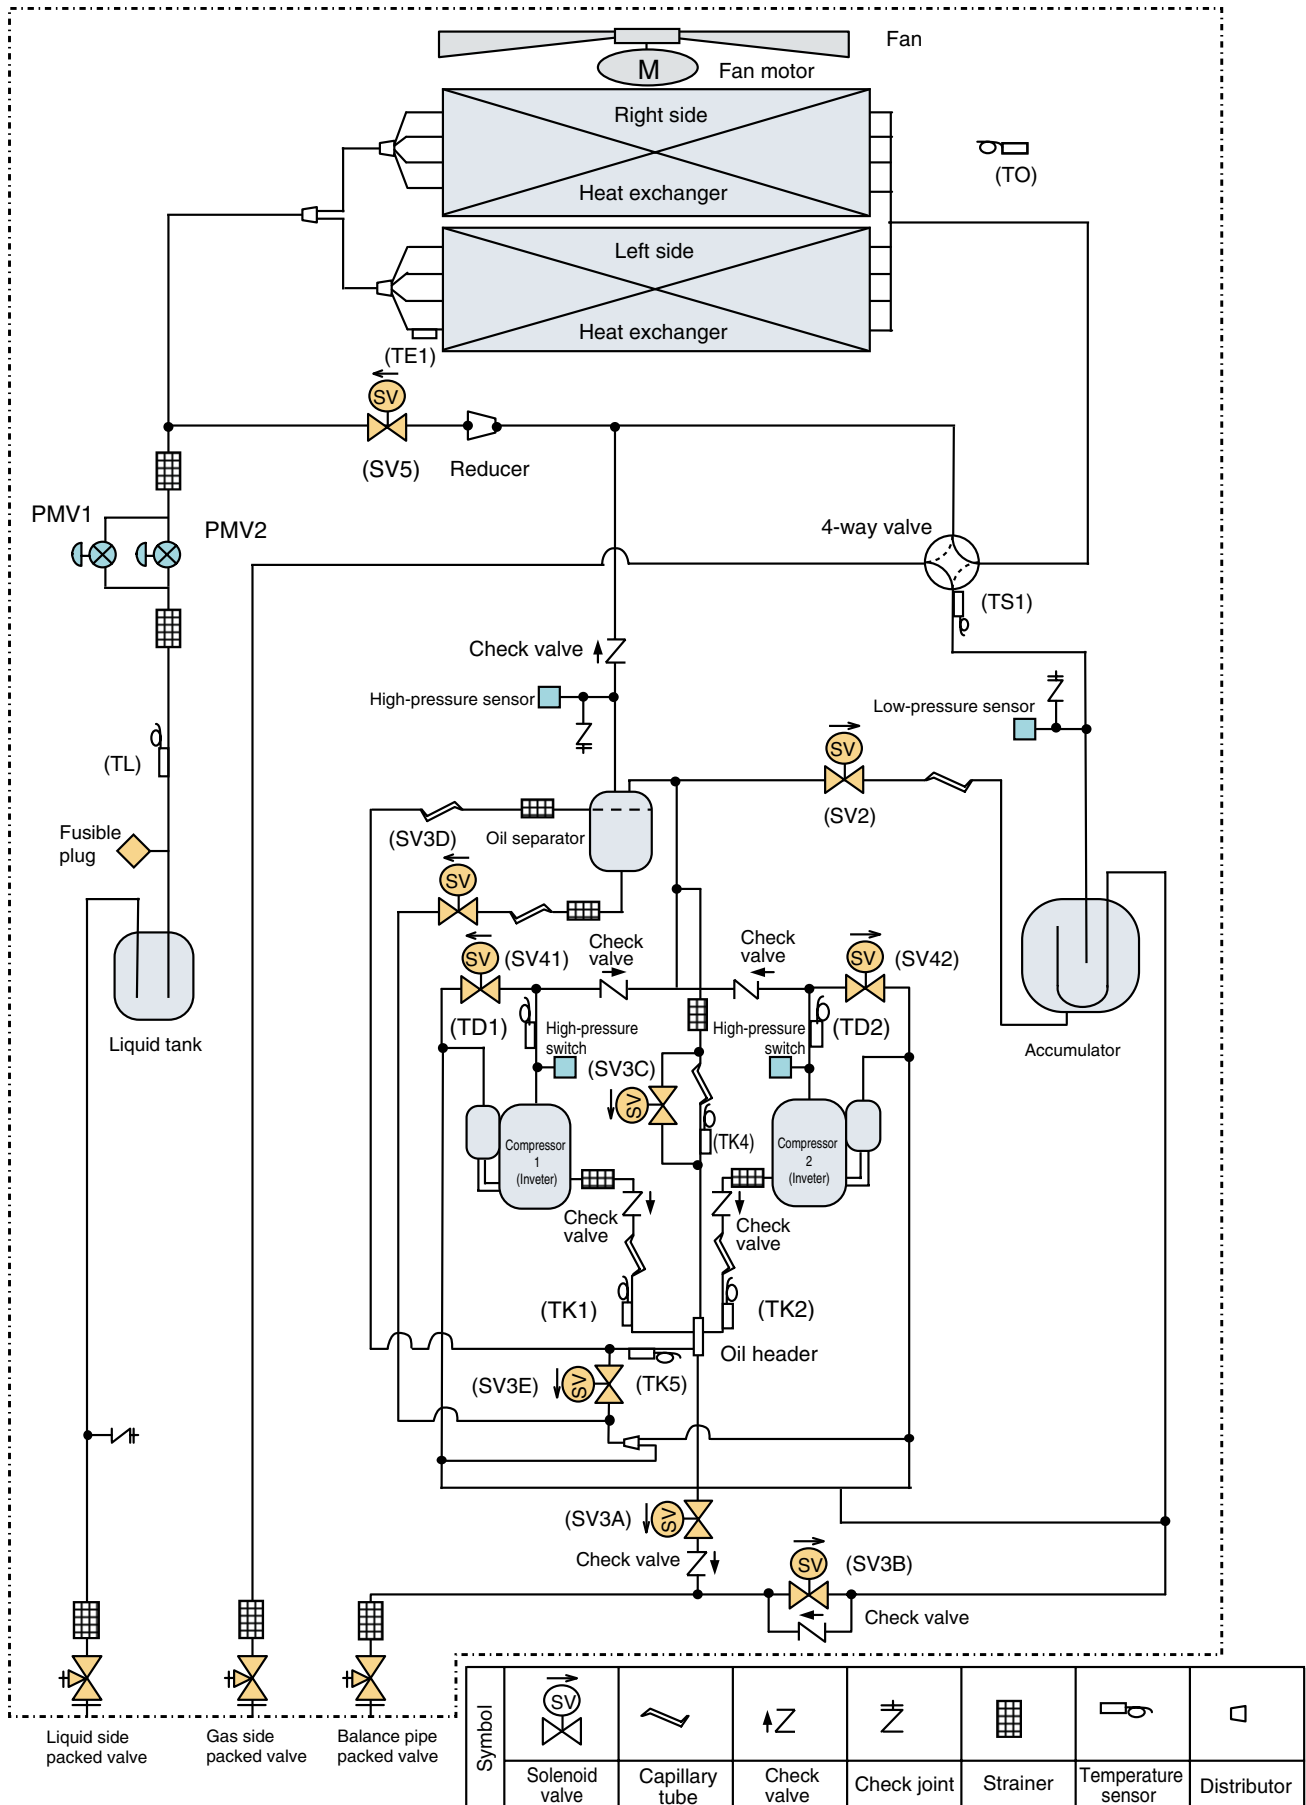 Fan
M
Fan motor
Right side
Heat exchanger
(TO)
Left side
Heat exchanger
(TE1)
SV
(SV5)
Reducer
PMV1
PMV2
4-way valve
(TS1)
Check valve
High-pressure sensor
Low-pressure sensor
(TL)
SV
(SV2)
Fusible
plug
(SV3D)
Oil separator
SV
Check
valve
Check
valve
SV
(SV41)
SV
(SV42)
Liquid tank
(TD1)
High-pressure
switch
High-pressure
switch
(TD2)
Accumulator
(SV3C)
SV
Compressor
1
(Inveter)
(TK4)
Compressor
2
(Inveter)
Check
valve
Check
valve
(TK1)
(TK2)
Oil header
(SV3E)
SV
(TK5)
(SV3A)
SV
Check valve
SV
(SV3B)
Check valve
Liquid side
packed valve
Gas side
packed valve
Balance pipe
packed valve
Symbol
SV
Solenoid
valve
Capillary
tube
Check
valve
Check joint
Strainer
Temperature
sensor
Distributor